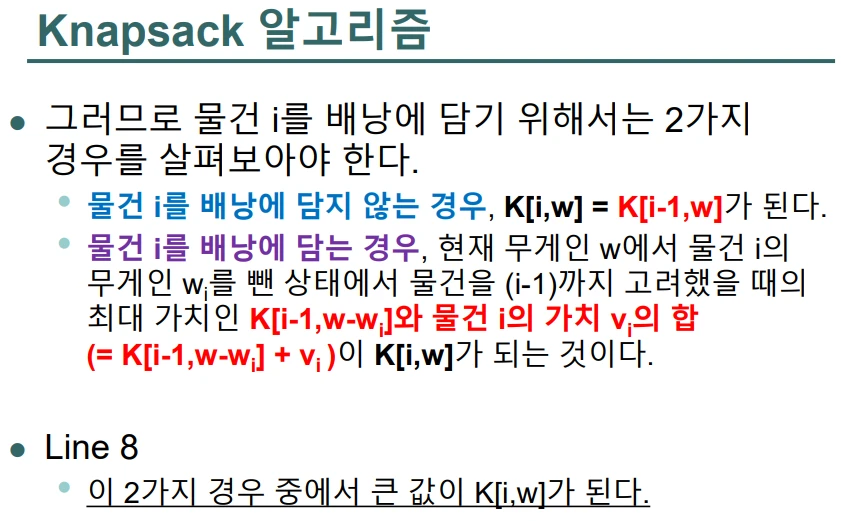 Knapsack 알고리즘
● 그러므로 물건 i를 배낭에 담기 위해서는 2가지
경우를 살펴보아야 한다.
• 물건 i를 배낭에 담지 않는 경우, K[i,w] = K[i-1,w]가 된다.
• 물건 i를 배낭에 담는 경우, 현재 무게인 w에서 물건 i의
무게인 wᵢ를 뺀 상태에서 물건을 (i-1)까지 고려했을 때의
최대 가치인 K[i-1,w-wᵢ]와 물건 i의 가치 vᵢ의 합
(= K[i-1,w-wᵢ] + vᵢ )이 K[i,w]가 되는 것이다.
● Line 8
• 이 2가지 경우 중에서 큰 값이 K[i,w]가 된다.